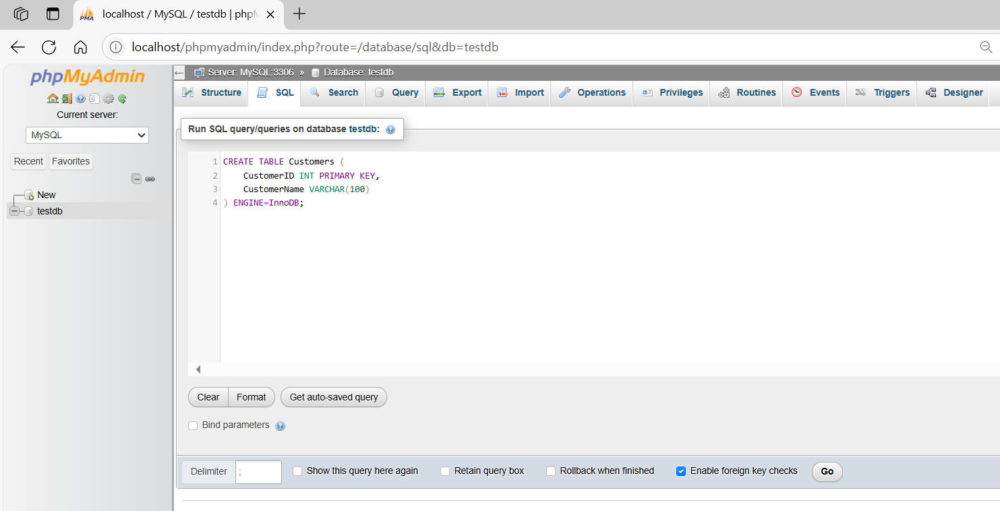 localhost / MySQL / testdb | phpM
localhost/phpmyadmin/index.php?route=/database/sql&db=testdb
phpMyAdmin
Current server:
MySQL
Recent Favorites
New
testdb
Server: MySQL:3306 » Database: testdb
Structure SQL Search Query Export Import Operations Privileges Routines Events Triggers Designer
Run SQL query/queries on database testdb:
1 CREATE TABLE Customers (
2 CustomerID INT PRIMARY KEY,
3 CustomerName VARCHAR(100)
4 ) ENGINE=InnoDB;
Clear Format Get auto-saved query
Bind parameters
Delimiter ; Show this query here again Retain query box Rollback when finished Enable foreign key checks Go